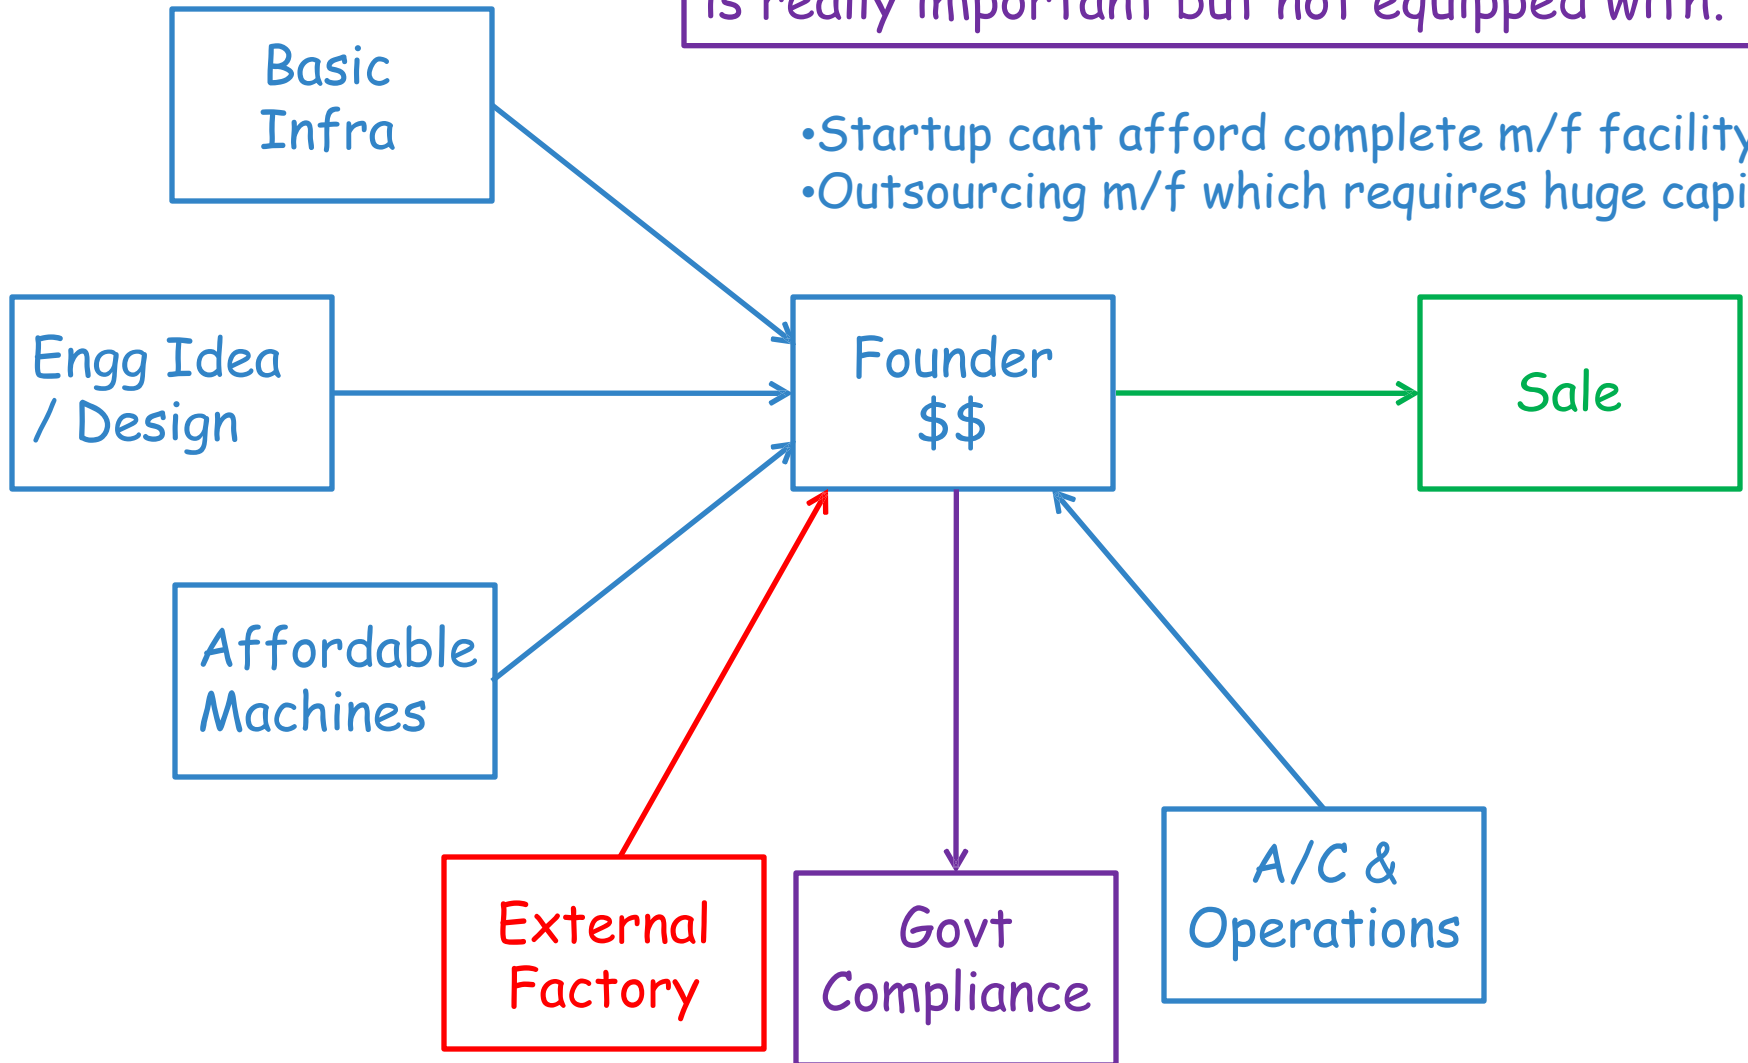 is really important but not equipped with.
Basic
Infra
•Startup cant afford complete m/f facility
•Outsourcing m/f which requires huge capi
Engg Idea
/ Design
Founder
$$
Sale
Affordable
Machines
External
Factory
Govt
Compliance
A/C &
Operations